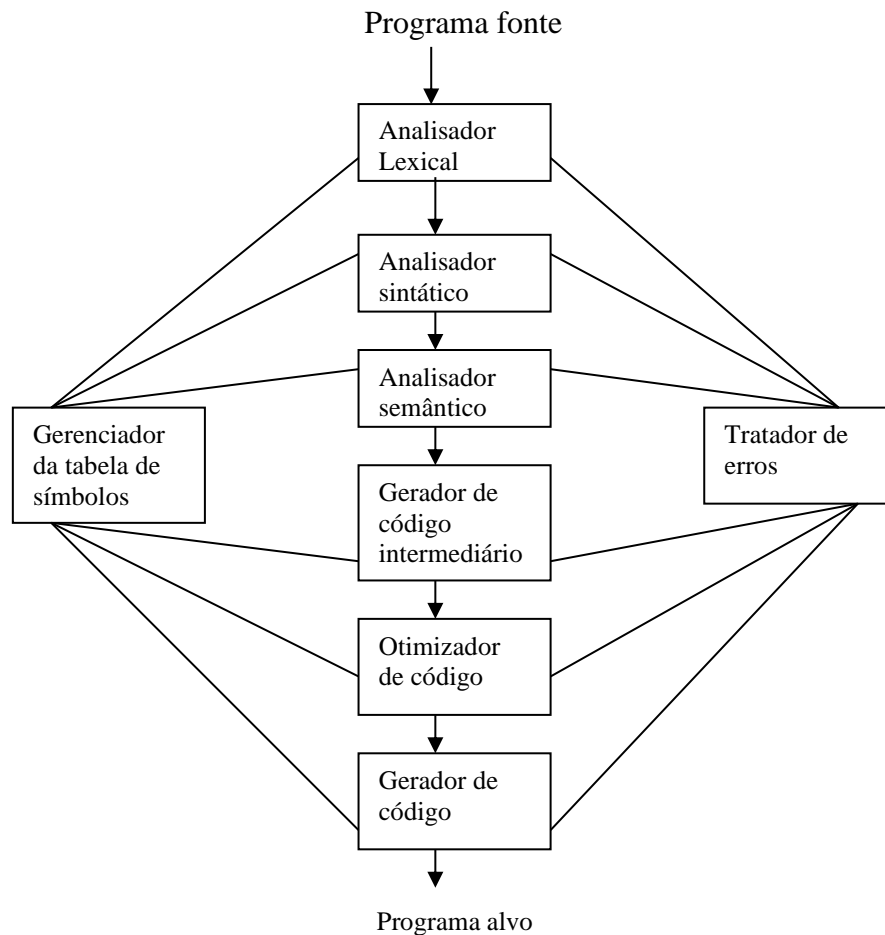 Programa fonte
Analisador
Lexical
Analisador
sintático
Analisador
semântico
Gerenciador
da tabela de
símbolos
Tratador de
erros
Gerador de
código
intermediário
Otimizador
de código
Gerador de
código
Programa alvo